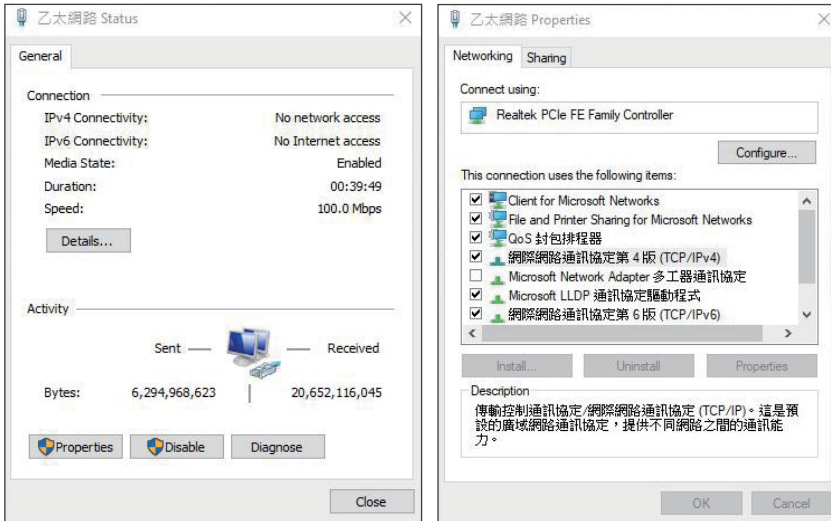 乙太網路 Status
General
Connection
IPv4 Connectivity: No network access
IPv6 Connectivity: No Internet access
Media State: Enabled
Duration: 00:39:49
Speed: 100.0 Mbps
Details...
Activity
Sent Received
Bytes: 6,294,968,623 20,652,116,045
Properties Disable Diagnose
Close
乙太網路 Properties
Networking Sharing
Connect using:
Realtek PCIe FE Family Controller
Configure...
This connection uses the following items:
Client for Microsoft Networks
File and Printer Sharing for Microsoft Networks
QoS 封包排程器
網際網路通訊協定第 4 版 (TCP/IPv4)
Microsoft Network Adapter 多工器通訊協定
Microsoft LLDP 通訊協定驅動程式
網際網路通訊協定第 6 版 (TCP/IPv6)
Install... Uninstall Properties
Description
傳輸控制通訊協定/網際網路通訊協定 (TCP/IP)。這是預
設的廣域網路通訊協定，提供不同網路之間的通訊能
力。
OK Cancel